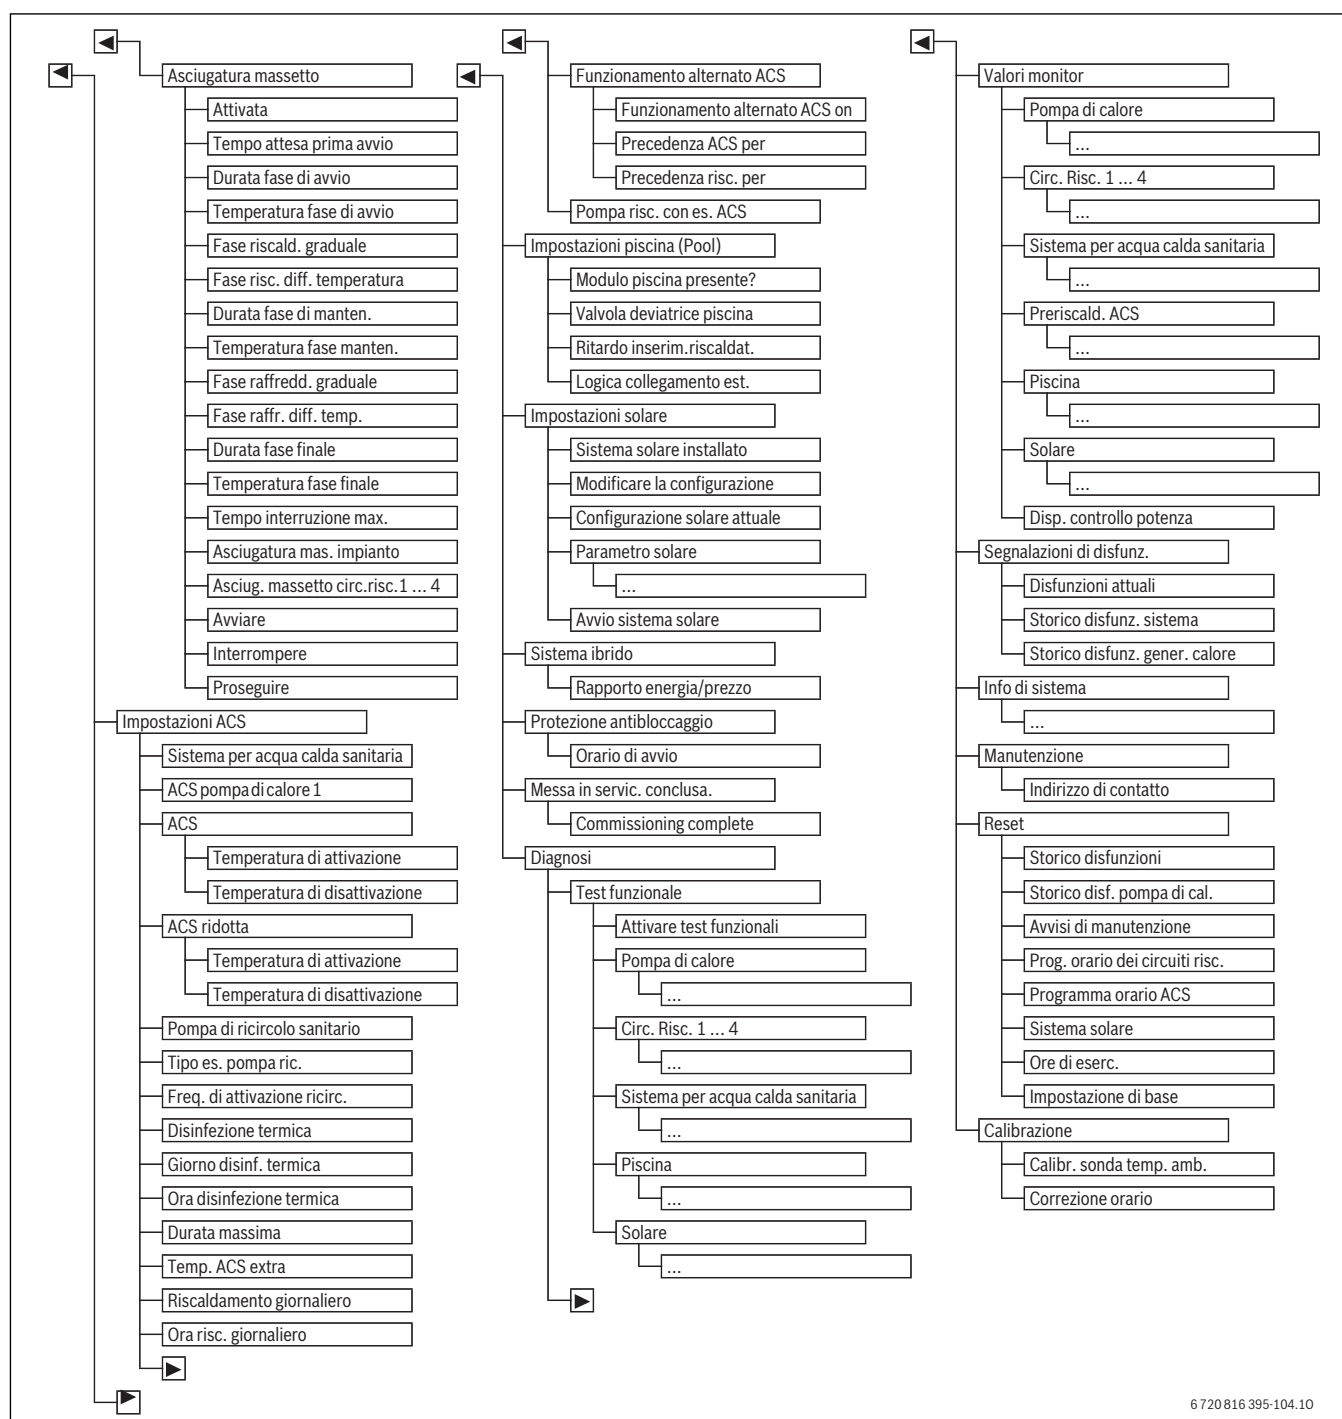 Asciugatura massetto
Attivata
Tempo attesa prima avvio
Durata fase di avvio
Temperatura fase di avvio
Fase riscald. graduale
Fase risc. diff. temperatura
Durata fase di manten.
Temperatura fase manten.
Fase raffredd. graduale
Fase raffr. diff. temp.
Durata fase finale
Temperatura fase finale
Tempo interruzione max.
Asciugatura mas. impianto
Asciug. massetto circ.risc.1 ... 4
Avviare
Interrompere
Proseguire
Impostazioni ACS
Sistema per acqua calda sanitaria
ACS pompa di calore 1
ACS
Temperatura di attivazione
Temperatura di disattivazione
ACS ridotta
Temperatura di attivazione
Temperatura di disattivazione
Pompa di ricircolo sanitario
Tipo es. pompa ric.
Freq. di attivazione ricirc.
Disinfezione termica
Giorno disinf. termica
Ora disinfezione termica
Durata massima
Temp. ACS extra
Riscaldamento giornaliero
Ora risc. giornaliero
Funzionamento alternato ACS
Funzionamento alternato ACS on
Precedenza ACS per
Precedenza risc. per
Pompa risc. con es. ACS
Impostazioni piscina (Pool)
Modulo piscina presente?
Valvola deviatrice piscina
Ritardo inserim.riscaldat.
Logica collegamento est.
Impostazioni solare
Sistema solare installato
Modificare la configurazione
Configurazione solare attuale
Parametro solare
...
Avvio sistema solare
Sistema ibrido
Rapporto energia/prezzo
Protezione antibloccaggio
Orario di avvio
Messa in servic. conclusa.
Commissioning complete
Diagnosi
Test funzionale
Attivare test funzionali
Pompa di calore
...
Circ. Risc. 1 ... 4
...
Sistema per acqua calda sanitaria
...
Piscina
...
Solare
...
Valori monitor
Pompa di calore
...
Circ. Risc. 1 ... 4
...
Sistema per acqua calda sanitaria
...
Preriscald. ACS
...
Piscina
...
Solare
...
Disp. controllo potenza
Segnalazioni di disfunz.
Disfunzioni attuali
Storico disfunz. sistema
Storico disfunz. gener. calore
Info di sistema
...
Manutenzione
Indirizzo di contatto
Reset
Storico disfunzioni
Storico disf. pompa di cal.
Avvisi di manutenzione
Prog. orario dei circuiti risc.
Programma orario ACS
Sistema solare
Ore di eserc.
Impostazione di base
Calibrazione
Calibr. sonda temp. amb.
Correzione orario
6 720 816 395-104.1O